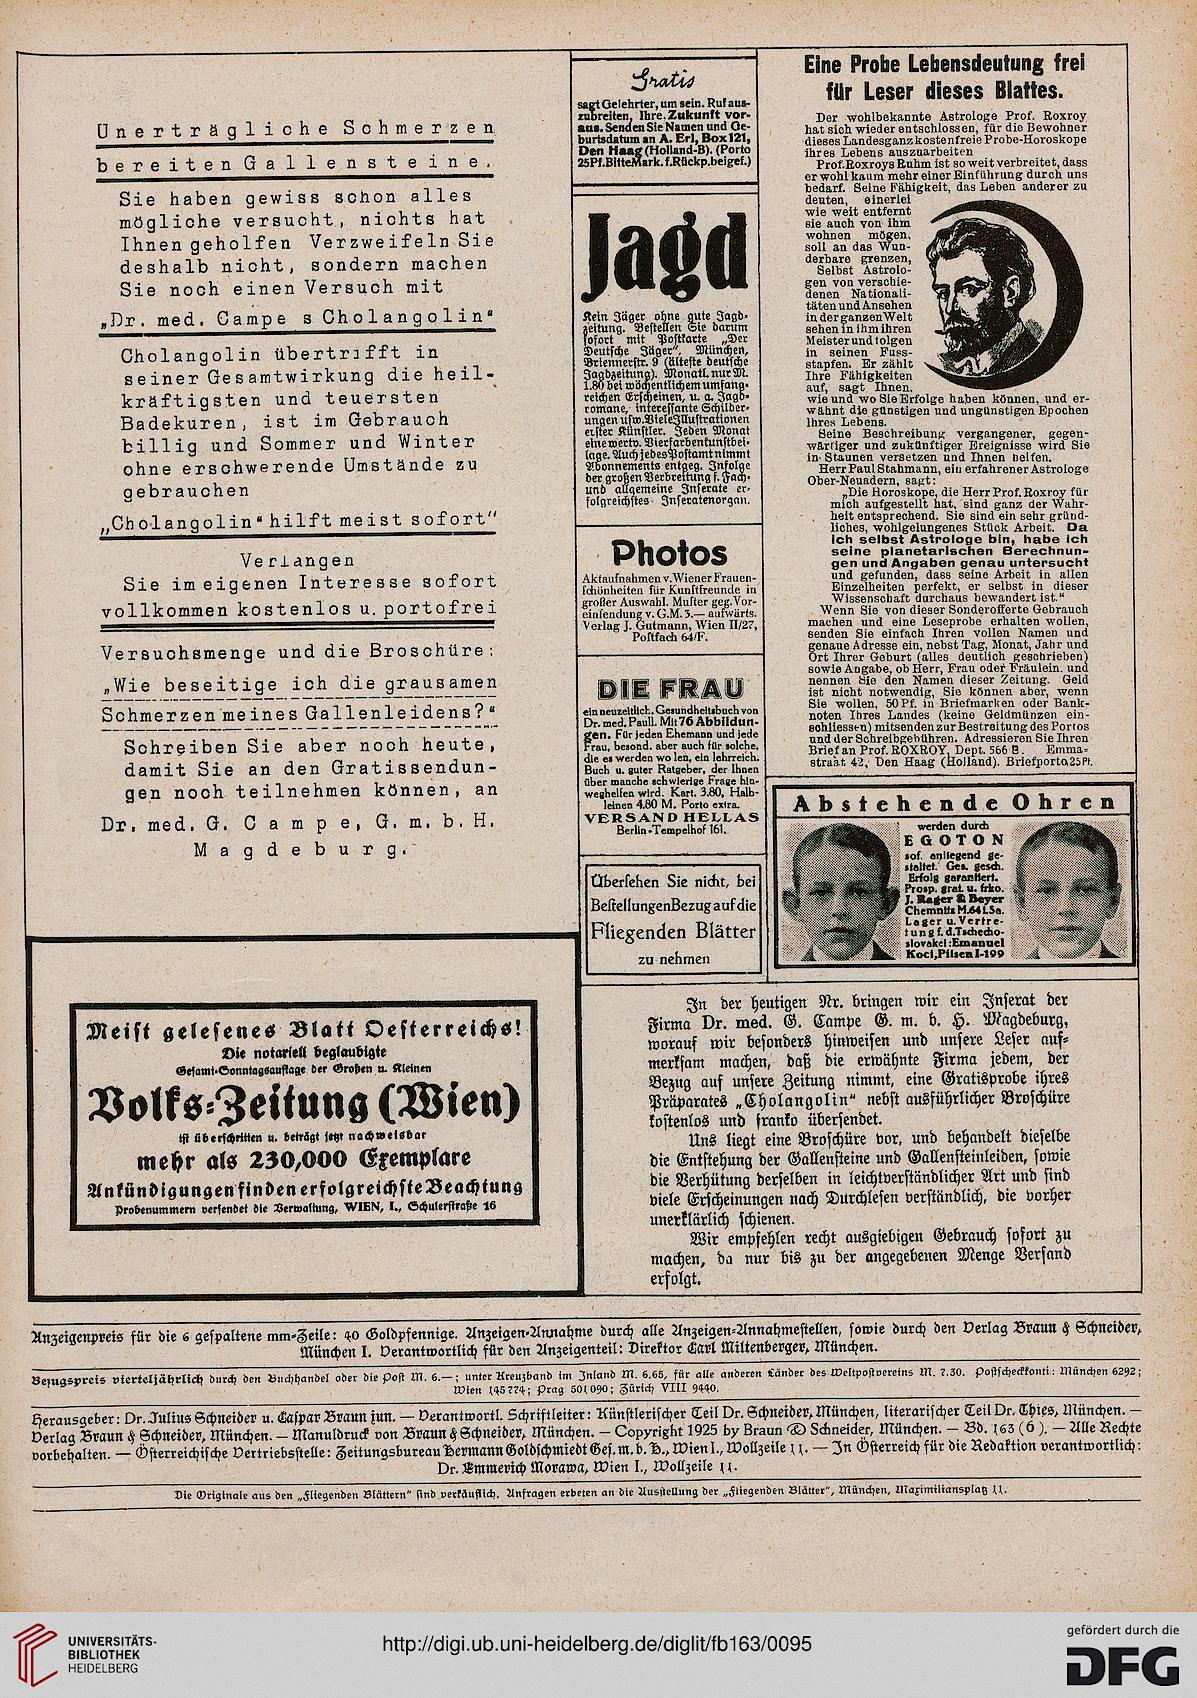 Unerträgliche Schmerzen
bereiten Gallensteine.
Sie haben gewiss schon alles
mögliche versucht, nichts hat
Ihnen geholfen Verzweifeln Sie
deshalb nicht, sondern machen
Sie noch einen Versuch mit
„Dr. med. Campe s Cholangolin“
Cholangolin übertrifft in
seiner Gesamtwirkung die heil-
kräftigsten und teuersten
Badekuren, ist im Gebrauch
billig und Sommer und Winter
ohne erschwerende Umstände zu
gebrauchen
„Cholangolin“ hilft meist sofort“
Verlangen
Sie im eigenen Interesse sofort
vollkommen kostenlos u. portofrei
Versuchsmenge und die Broschüre:
„Wie beseitige ich die grausamen
Schmerzen meines Gallenleidens?“
Schreiben Sie aber noch heute,
damit Sie an den Gratissendun-
gen noch teilnehmen können, an
Dr. med. G. Campe, G. m. b. H.
Magdeburg.
Gratis
sagt Gelehrter, um sein. Ruf aus-
zubreiten, Ihre Zukunft vor-
aus. Senden Sie Namen und Ge-
burtsdatum an A. Erl, Box 121,
Den Haag (Holland-B). (Porto
25 Pf. Bitte Mark. f. Rückp. beigef.)
Jagd
Kein Jäger ohne gute Jagd-
zeitung. Bestellen Sie darum
sofort mit Postkarte „Der
Deutsche Jäger“, München,
Briennerstr. 9 (älteste deutsche
Jagdzeitung). Monatl. nur M.
1.80 bei wöchentlichem umfang-
reichen Erscheinen, u. a. Jagd-
romane, interessante Schilder-
ungen usw. Viele Illustrationen
erster Künstler. Jeden Monat
eine wertv. Vierfarbenkunstbei-
lage. Auch jedes Postamt nimmt
Abonnements entgeg. Infolge
der großen Verbreitung f. Fach-
und allgemeine Inserate er-
folgreichstes Inseratenorgan.
Photos
Aktaufnahmen v. Wiener Frauen-
schönheiten für Kunstfreunde in
großer Auswahl. Muster geg. Vor-
einsendung v. G.M. 3.— aufwärts.
Verlag J. Gutmann, Wien II/27,
Postfach 64/F.
DIE FRAU
ein neuzeitlich. Gesundheitsbuch von
Dr. med. Paull. Mit 76 Abbildun-
gen. Für jeden Ehemann und jede
Frau, besond. aber auch für solche,
die es werden wollen, ein lehrreich.
Buch u. guter Ratgeber, der Ihnen
über manche schwierige Frage hin-
weghelfen wird. Kart. 3.80, Halb-
leinen 4.80 M. Porto extra.
VERSAND HELLAS
Berlin-Tempelhof 161.
Übersehen Sie nicht, bei
Bestellungen Bezug auf die
Fliegenden Blätter
zu nehmen
Eine Probe Lebensdeutung frei
für Leser dieses Blattes.
Der wohlbekannte Astrologe Prof. Roxroy
hat sich wieder entschlossen, für die Bewohner
dieses Landes ganz kostenfreie Probe-Horoskope
ihres Lebens auszuarbeiten
Prof. Roxroys Ruhm ist so weit verbreitet, dass
er wohl kaum mehr einer Einführung durch uns
bedarf. Seine Fähigkeit, das Leben anderer zu
deuten, einerlei
wie weit entfernt
sie auch von ihm
wohnen mögen,
soll an das Wun-
derbare grenzen,
Selbst Astrolo-
gen von verschie-
denen Nationali-
täten und Ansehen
in der ganzen Welt
sehen in ihm ihren
Meister und folgen
in seinen Fuss-
stapfen. Er zählt
Ihre Fähigkeiten
auf, sagt Ihnen,
wie und wo Sie Erfolge haben können, und er-
wähnt die günstigen und ungünstigen Epochen
Ihres Lebens.
Seine Beschreibung vergangener, gegen-
wärtiger und zukünftiger Ereignisse wird Sie
in Staunen versetzen und Ihnen helfen.
Herr Paul Stahmann, ein erfahrener Astrologe
Ober-Neuadern, sagt:
„Die Horoskope, die Herr Prof. Roxroy für
mich aufgestellt hat, sind ganz der Wahr-
heit entsprechend. Sie sind ein sehr gründ-
liches, wohlgelungenes Stück Arbeit. Da
ich selbst Astrologe bin, habe ich
seine planetarischen Berechnun-
gen und Angaben genau untersucht
und gefunden, dass seine Arbeit in allen
Einzelheiten perfekt, er selbst in dieser
Wissenschaft durchaus bewandert ist.“
Wenn Sie von dieser Sonderofferte Gebrauch
machen und eine Leseprobe erhalten wollen,
senden Sie einfach Ihren vollen Namen und
genaue Adresse ein, nebst Tag, Monat, Jahr und
Ort Ihrer Geburt (alles deutlich geschrieben)
sowie Angabe, ob Herr, Frau oder Fräulein, und
nennen Sie den Namen dieser Zeitung. Geld
ist nicht notwendig, Sie können aber, wenn
Sie wollen, 50 Pf. in Briefmarken oder Bank-
noten Ihres Landes (keine Geldmünzen ein-
schliessen) mitsenden zur Bestreitung des Portos
und der Schreibgebühren. Adressieren Sie Ihren
Brief an Prof. ROXROY, Dept. 566 B. Emma-
straat 42, Den Haag (Holland). Briefporto 25 Pf.
Abstehende Ohren
werden durch
EGOTON
sof. anliegend ge-
staltet. Ges. gesch.
Erfolg garantiert.
Prosp. grat. u. frko.
J. Rager & Beyer
Chemnitz M.64 i.Sa.
Lager u. Vertre-
tung f. d. Tschecho-
slovakei: Emanuel
Koci, Pilsen I-199
Meist gelesenes Blatt Oesterreichs!
Die notariell beglaubigte
Gesamt-Sonntagsauflage der Großen u. Kleinen
Volks-Zeitung (Wien)
ist überschritten u. beträgt jetzt nachweisbar
mehr als 230,000 Exemplare
Ankündigungen finden erfolgreichste Beachtung
Probenummern versendet die Verwaltung, WIEN, I., Schulerstraße 16
In der heutigen Nr. bringen wir ein Inserat der
Firma Dr. med. G. Campe G. m. b. H. Magdeburg,
worauf wir besonders hinweisen und unsere Leser auf-
merksam machen, daß die erwähnte Firma jedem, der
Bezug auf unsere Zeitung nimmt, eine Gratisprobe ihres
Präparates „Cholangolin“ nebst ausführlicher Broschüre
kostenlos und franko übersendet.
Uns liegt eine Broschüre vor, und behandelt dieselbe
die Entstehung der Gallensteine und Gallensteinleiden, sowie
die Verhütung derselben in leichtverständlicher Art und sind
viele Erscheinungen nach Durchlesen verständlich, die vorher
unerklärlich schienen.
Wir empfehlen recht ausgiebigen Gebrauch sofort zu
machen, da nur bis zu der angegebenen Menge Versand
erfolgt.
Anzeigenpreis für die 6 gespaltene mm-Zeile: 40 Goldpfennige. Anzeigen-Annahme durch alle Anzeigen-Annahmestellen, sowie durch den Verlag Braun & Schneider,
München I. Verantwortlich für den Anzeigenteil: Direktor Carl Miltenberger, München.
Bezugspreis vierteljährlich durch den Buchhandel oder die Post M. 6.—; unter Kreuzband im Inland M. 6.65, für alle anderen Länder des Weltpostvereins M. 7.30. Postscheckkonti: München 6292;
Wien 145774; Prag 501090; Zürich VIII 9440.
Herausgeber: Dr. Julius Schneider u. Caspar Braun jun. — Verantwortl. Schriftleiter: Künstlerischer Teil Dr. Schneider, München, literarischer Teil Dr. Thies, München. —
Verlag Braun & Schneider, München. — Manuldruck von Braun & Schneider, München. — Copyright 1925 by Braun & Schneider, München. — Bd. 163 (6). — Alle Rechte
vorbehalten. — Österreichische Vertriebsstelle: Zeitungsbureau Hermann Goldschmiedt Ges. m. b. H., Wien I., Wollzeile 11. — In Österreich für die Redaktion verantwortlich:
Dr. Emmerich Morawa, Wien I., Wollzeile 11.
Die Originale aus den „Fliegenden Blättern“ sind verkäuflich. Anfragen erbeten an die Ausstellung der „Fliegenden Blätter“, München, Maximiliansplatz 11.
UNIVERSITÄTS-
BIBLIOTHEK
HEIDELBERG
http://digi.ub.uni-heidelberg.de/diglit/fb163/0095
gefördert durch die
DFG